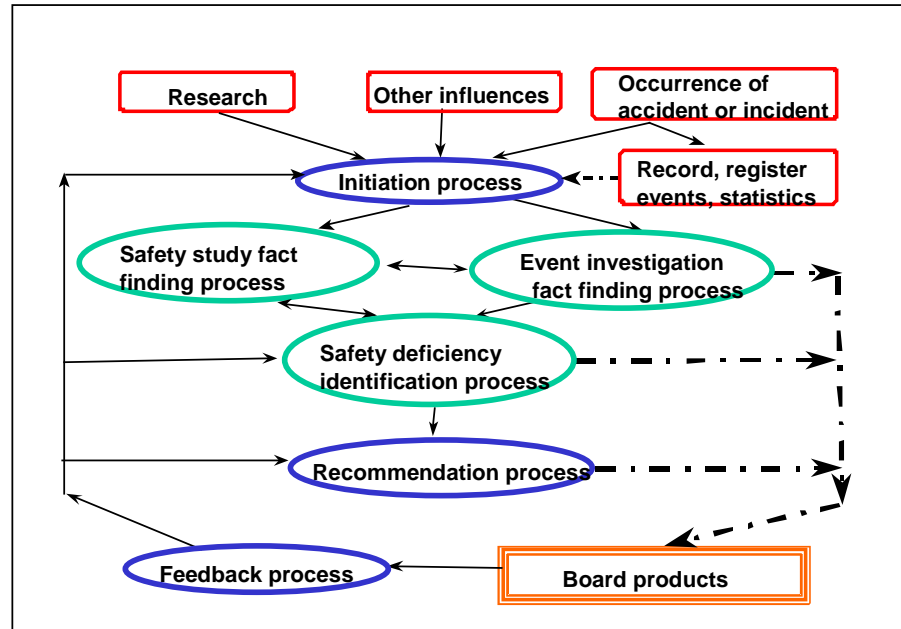 Research
Other influences
Occurrence of
accident or incident
Initiation process
Record, register
events, statistics
Safety study fact
finding process
Event investigation
fact finding process
Safety deficiency
identification process
Recommendation process
Feedback process
Board products